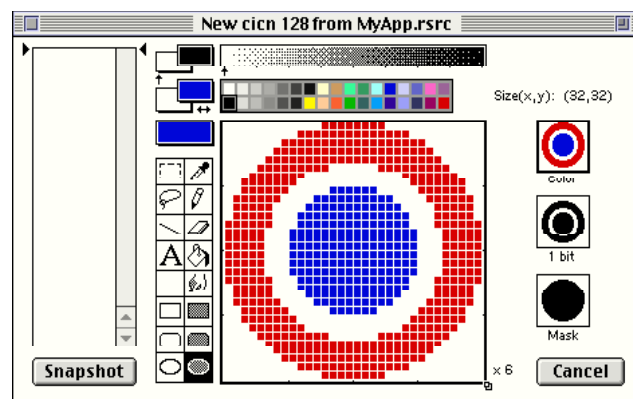 New cicn 128 from MyApp.rsrc
Size(x,y): (32,32)
Color
1 bit
A
Mask
x 6
Snapshot
Cancel